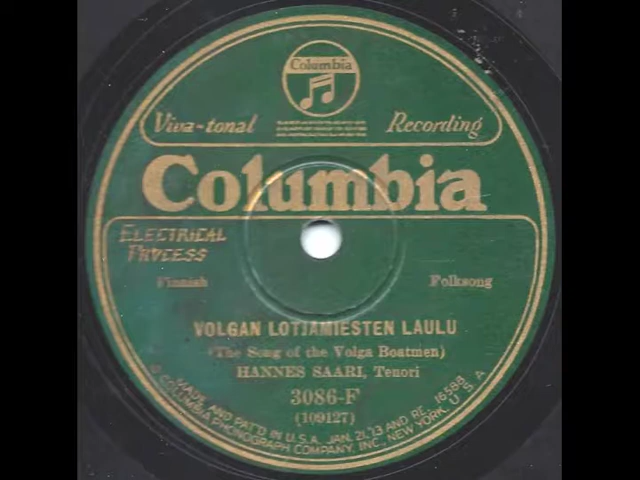 Columbia
Viva-tonal Recording
Columbia
ELECTRICAL
PROCESS
Finnish Folksong
VOLGAN LOTJAMIESTEN LAULU
(The Song of the Volga Boatmen)
HANNES SAARI, Tenori
3086-F
(109127)
MADE AND PAT'D IN U.S.A. JAN. 21,'13 AND RE. 16588
COLUMBIA PHONOGRAPH COMPANY, INC., NEW YORK, U S A